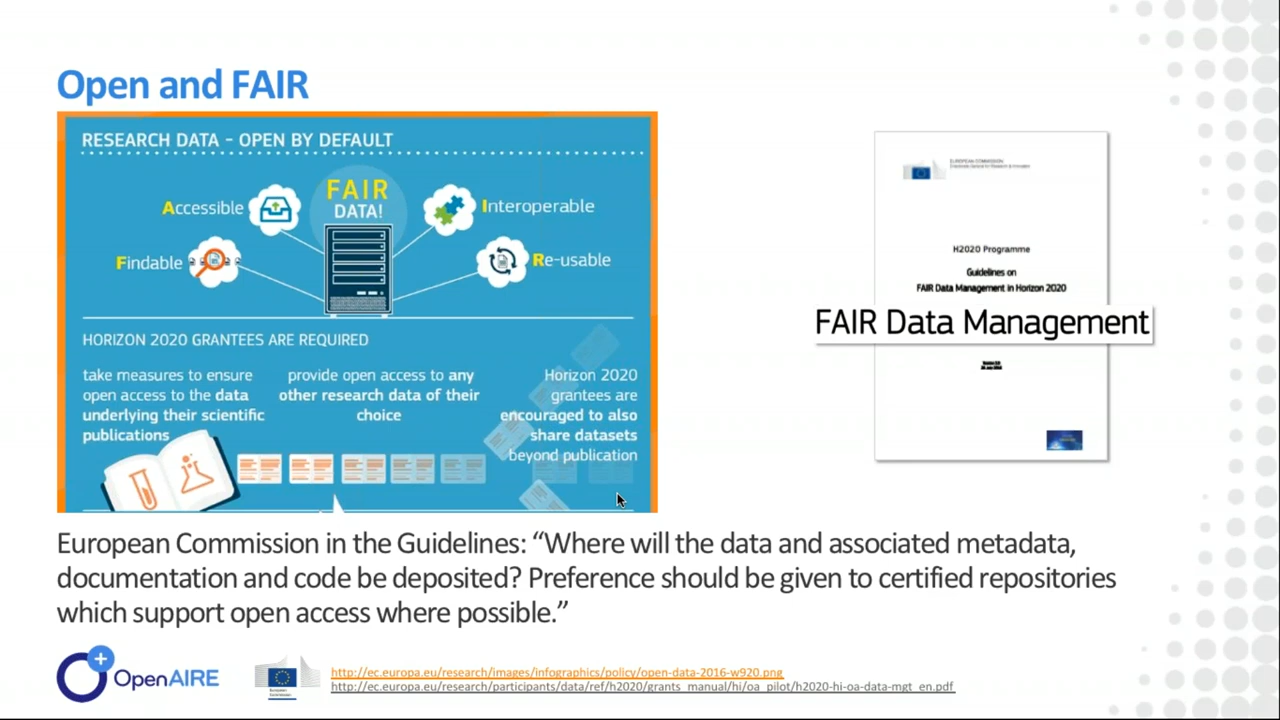 Open and FAIR
RESEARCH DATA - OPEN BY DEFAULT
FAIR
DATA!
Accessible
Interoperable
Findable
Re-usable
HORIZON 2020 GRANTEES ARE REQUIRED
take measures to ensure
open access to the data
underlying their scientific
publications
provide open access to any
other research data of their
choice
Horizon 2020
grantees are
encouraged to also
share datasets
beyond publication
EUROPEAN COMMISSION
H2020 Programme
Guidelines on
FAIR Data Management in Horizon 2020
FAIR Data Management
European Commission in the Guidelines: “Where will the data and associated metadata,
documentation and code be deposited? Preference should be given to certified repositories
which support open access where possible.”
OpenAIRE
European
Commission
http://ec.europa.eu/research/images/infographics/policy/open-data-2016-w920.png
http://ec.europa.eu/research/participants/data/ref/h2020/grants_manual/hi/oa_pilot/h2020-hi-oa-data-mgt_en.pdf